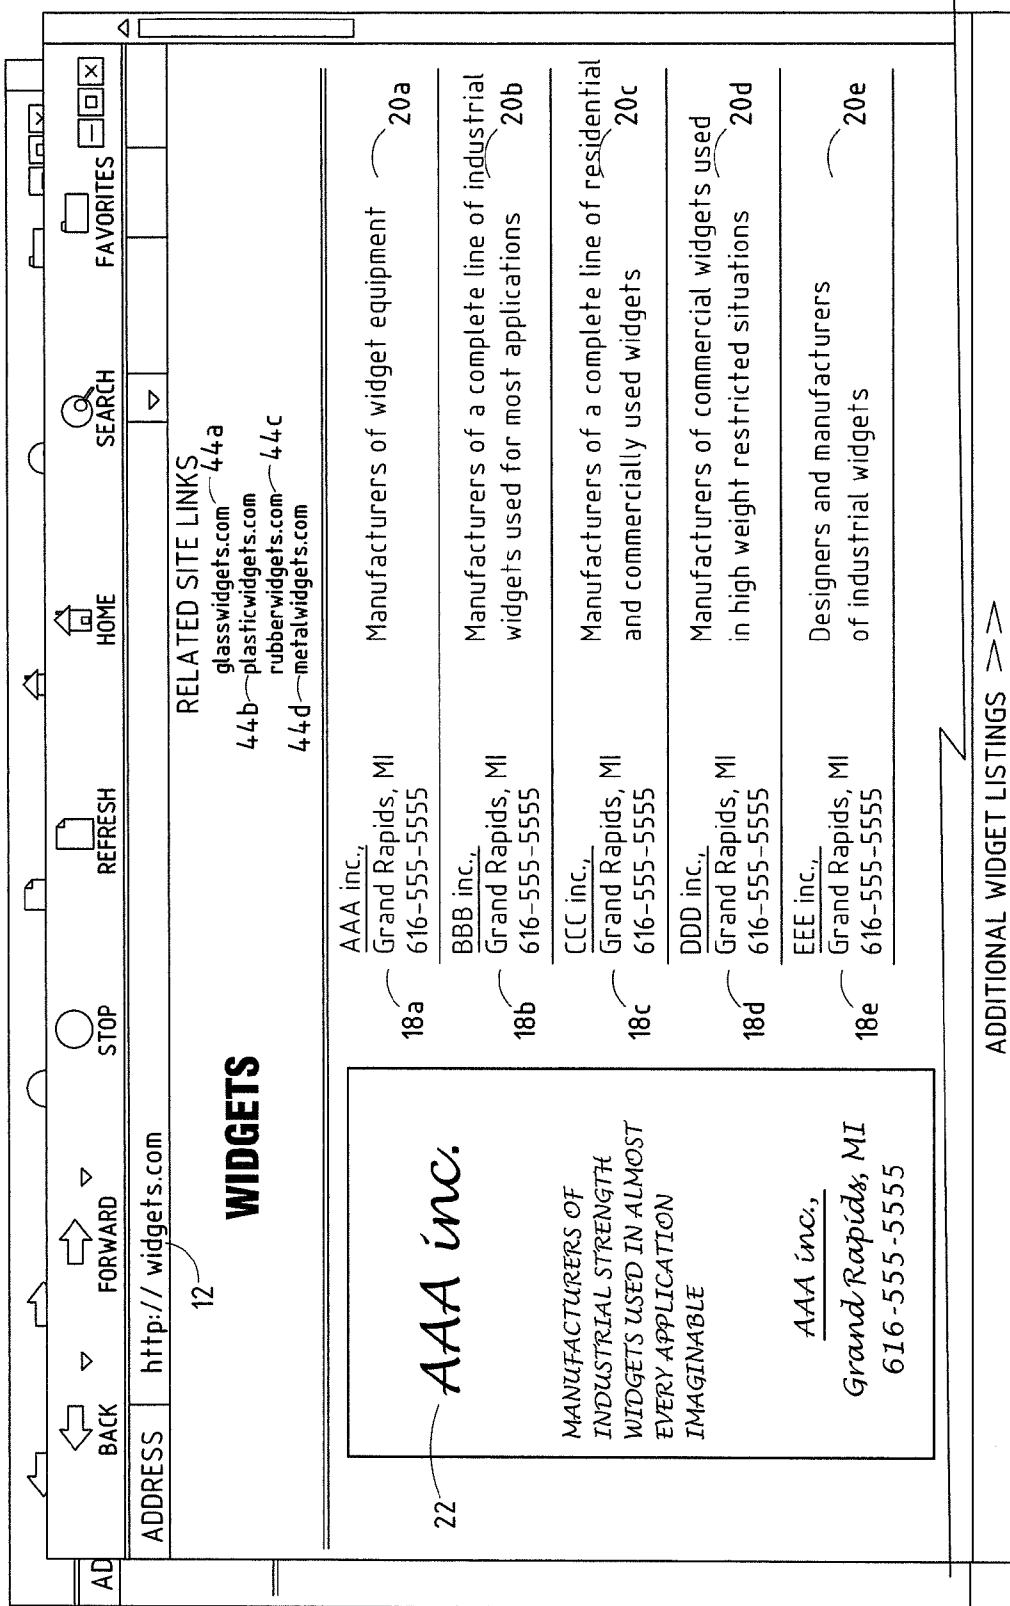 BACK
FORWARD
STOP
REFRESH
HOME
SEARCH
FAVORITES
AD
ADDRESS
http:// widgets.com
12
WIDGETS
RELATED SITE LINKS
glasswidgets.com 44a
44b plasticwidgets.com
rubberwidgets.com 44c
44d metalwidgets.com
22
AAA inc.
MANUFACTURERS OF
INDUSTRIAL STRENGTH
WIDGETS USED IN ALMOST
EVERY APPLICATION
IMAGINABLE
AAA inc.,
Grand Rapids, MI
616-555-5555
18a
AAA inc.,
Grand Rapids, MI
616-555-5555
Manufacturers of widget equipment
20a
18b
BBB inc.,
Grand Rapids, MI
616-555-5555
Manufacturers of a complete line of industrial
widgets used for most applications
20b
18c
CCC inc.,
Grand Rapids, MI
616-555-5555
Manufacturers of a complete line of residential
and commercially used widgets
20c
18d
DDD inc.,
Grand Rapids, MI
616-555-5555
Manufacturers of commercial widgets used
in high weight restricted situations
20d
18e
EEE inc.,
Grand Rapids, MI
616-555-5555
Designers and manufacturers
of industrial widgets
20e
ADDITIONAL WIDGET LISTINGS >>